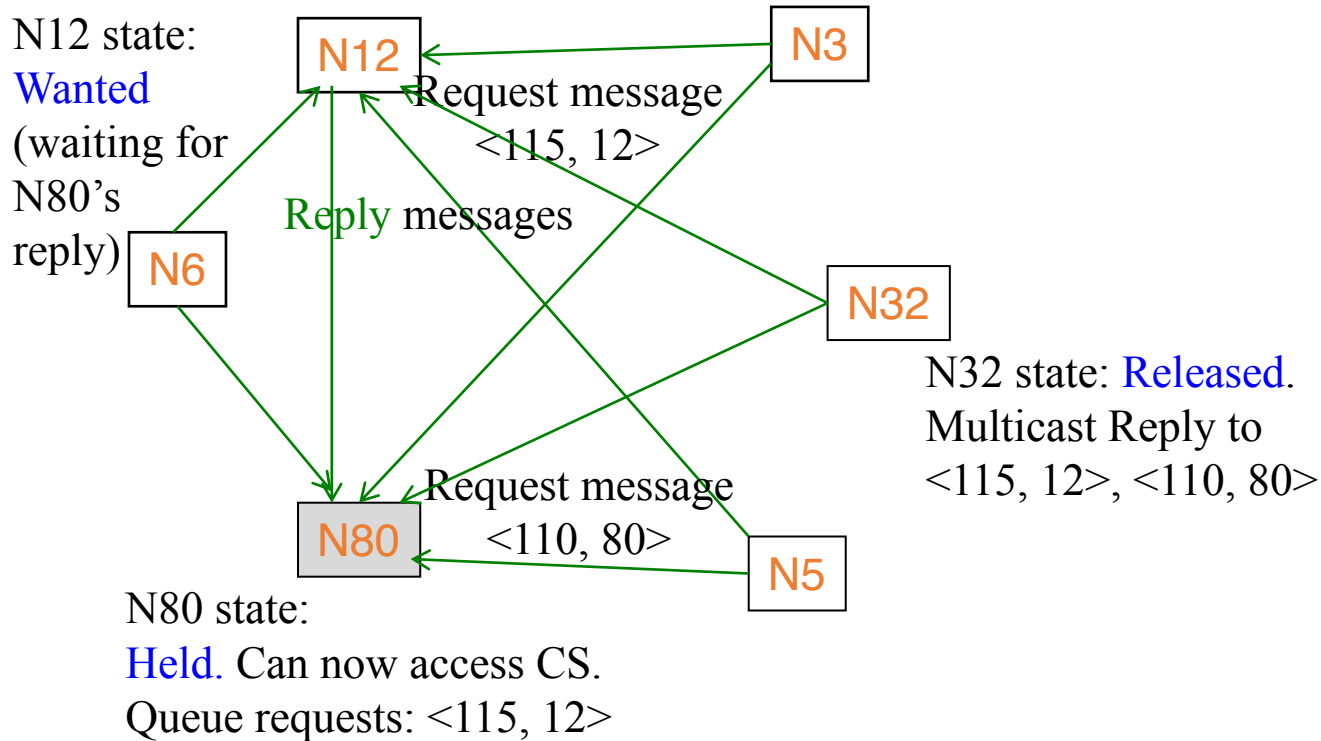 N12 state:
Wanted
(waiting for
N80’s
reply)
N12
N3
Request message
<115, 12>
Reply messages
N6
N32
N32 state: Released.
Multicast Reply to
<115, 12>, <110, 80>
Request message
<110, 80>
N80
N5
N80 state:
Held. Can now access CS.
Queue requests: <115, 12>